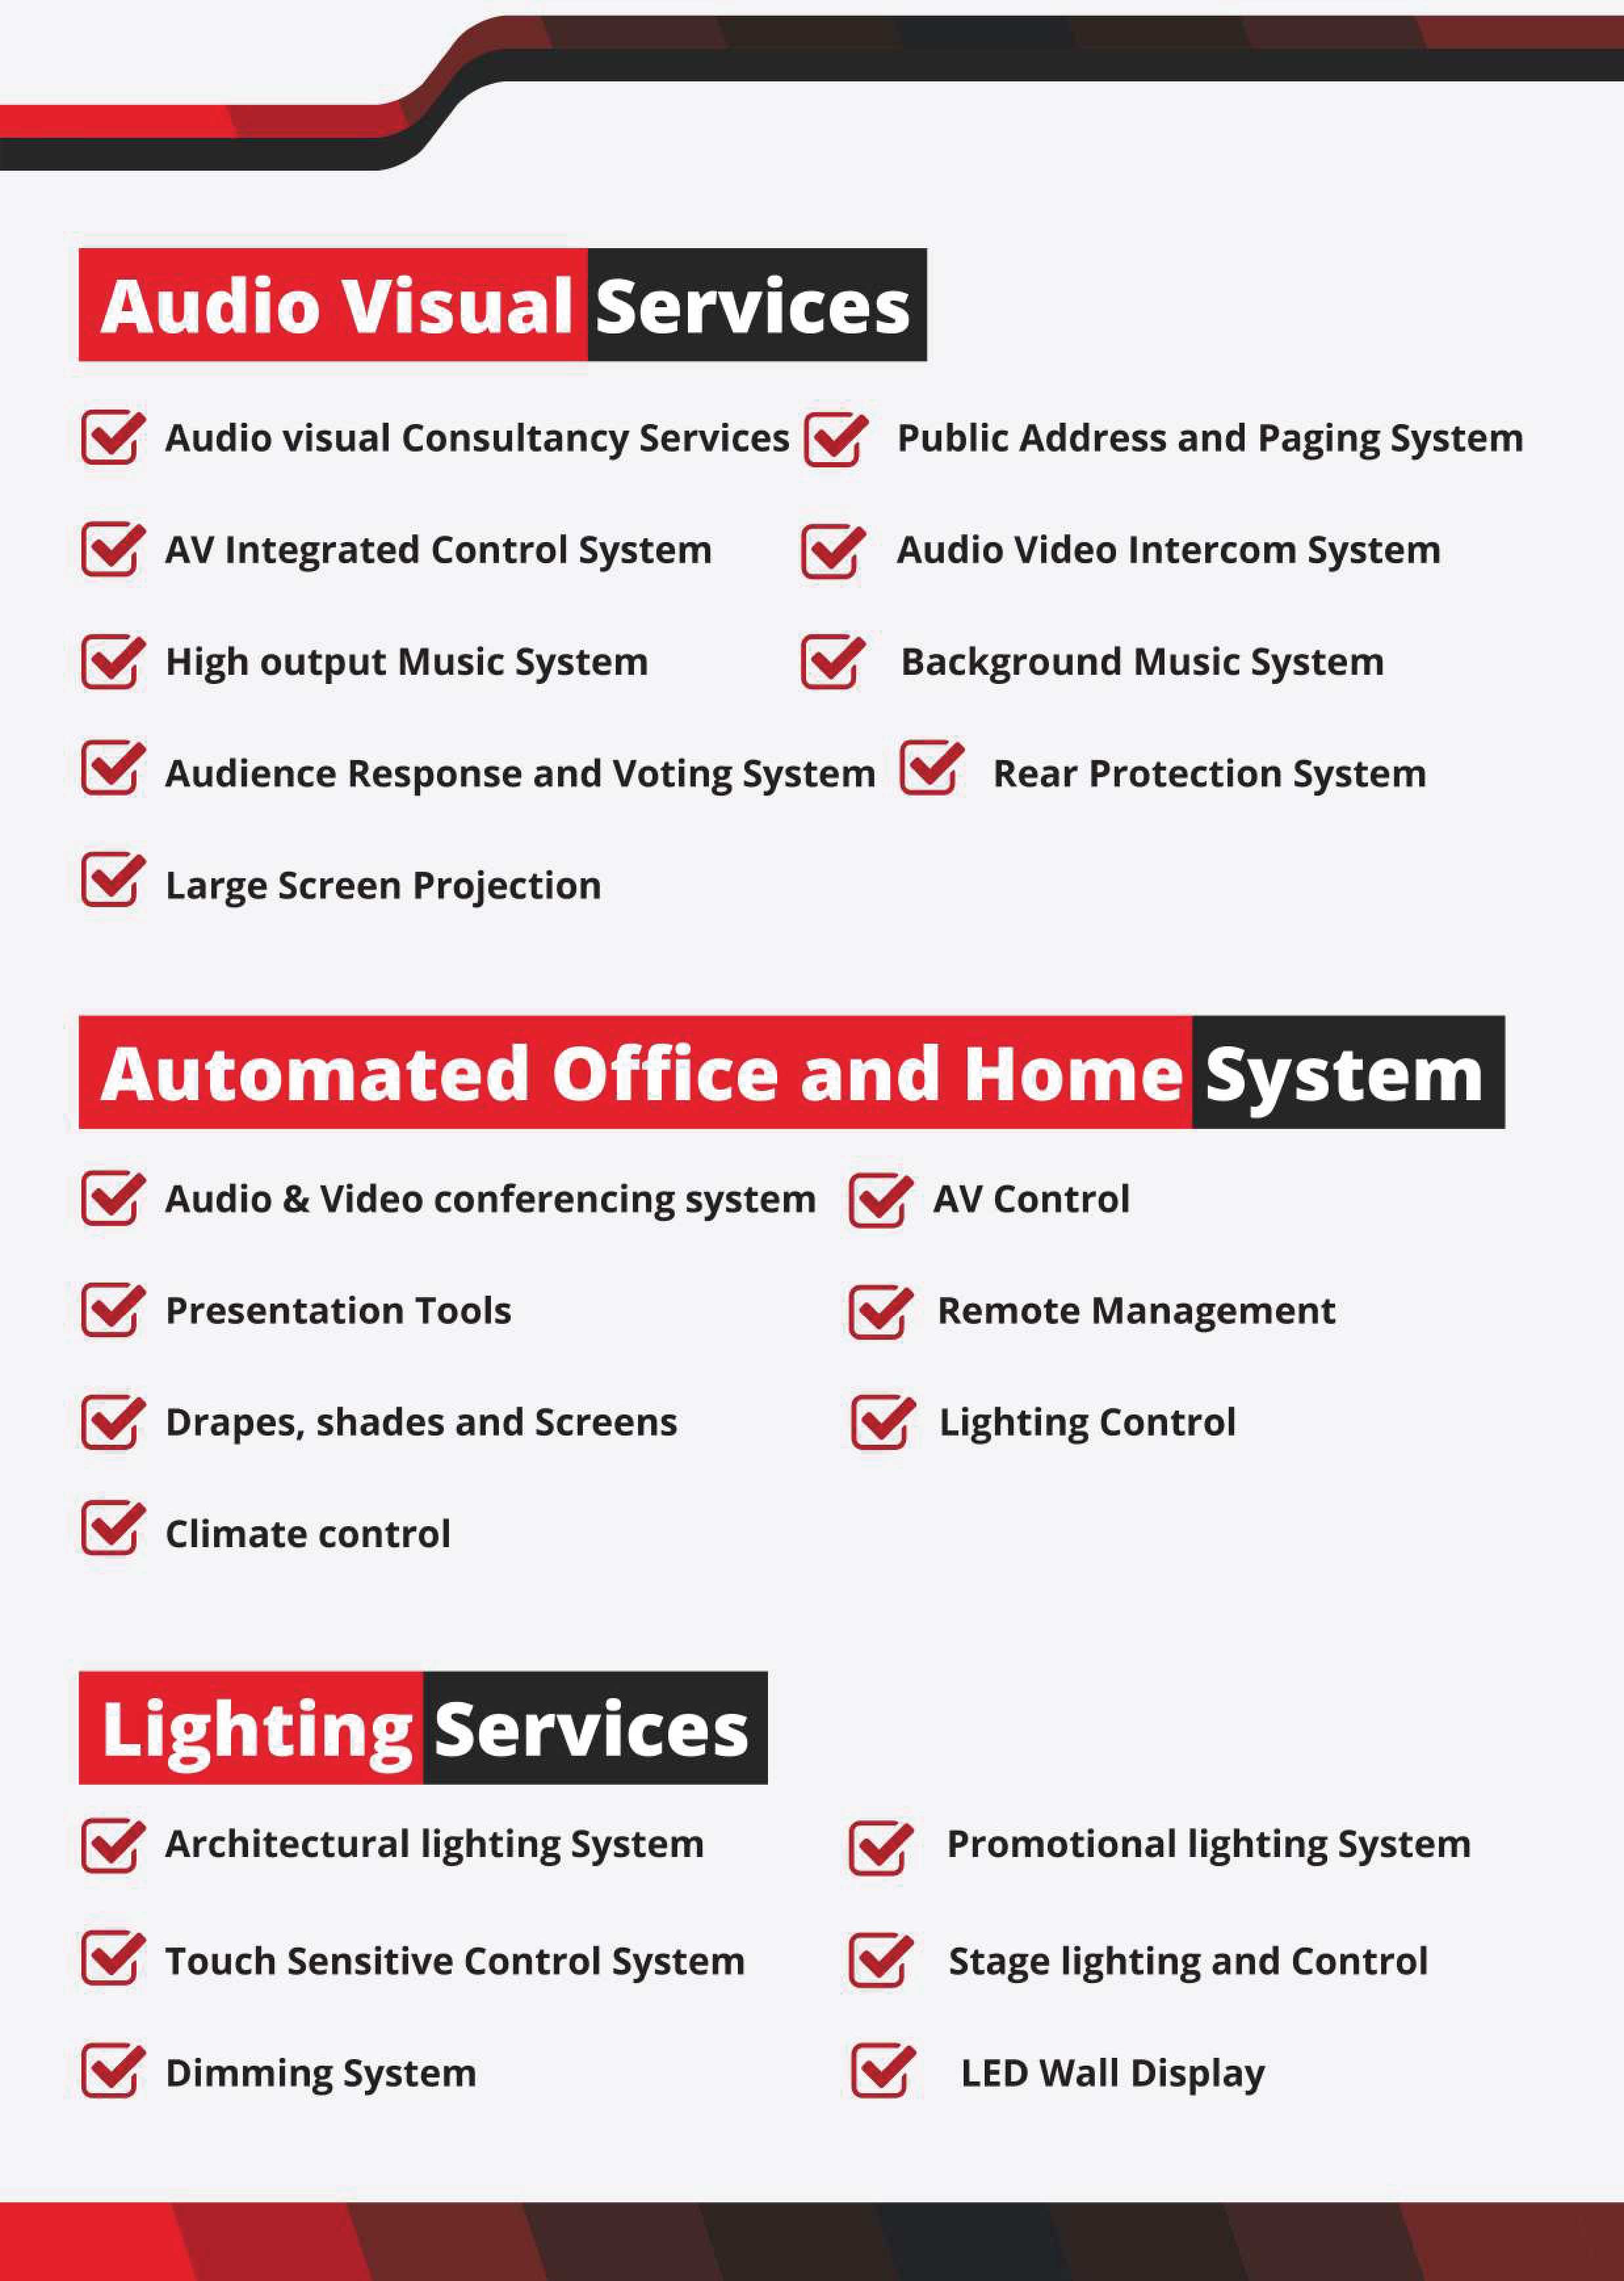 Audio Visual Services
Audio visual Consultancy Services
Public Address and Paging System
AV Integrated Control System
Audio Video Intercom System
High output Music System
Background Music System
Audience Response and Voting System
Rear Protection System
Large Screen Projection
Automated Office and Home System
Audio & Video conferencing system
AV Control
Presentation Tools
Remote Management
Drapes, shades and Screens
Lighting Control
Climate control
Lighting Services
Architectural lighting System
Promotional lighting System
Touch Sensitive Control System
Stage lighting and Control
Dimming System
LED Wall Display